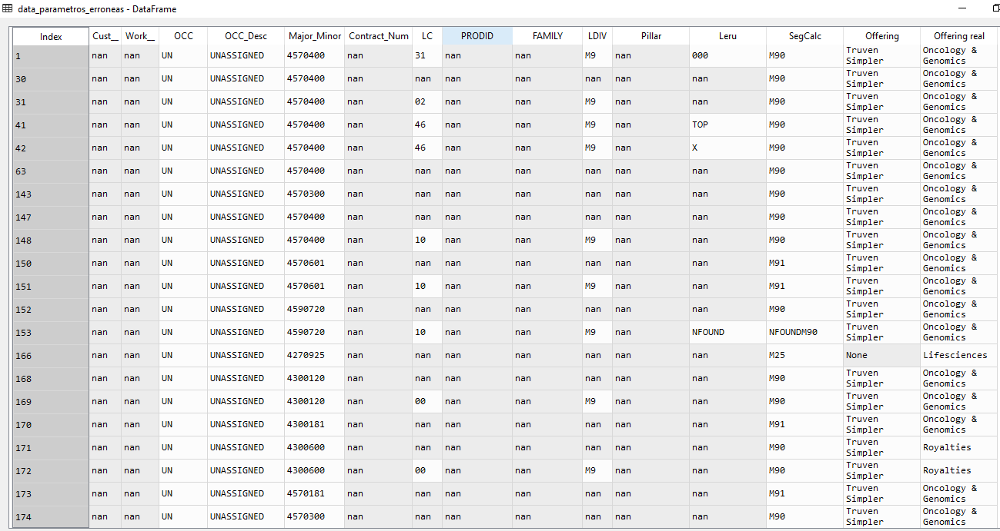 data_parametros_erroneas - DataFrame
Index Cust__ Work__ OCC OCC_Desc Major_Minor Contract_Num LC PRODID FAMILY LDIV Pillar Leru SegCalc Offering Offering real
1 nan nan UN UNASSIGNED 4570400 nan 31 nan nan M9 nan 000 M90 Truven Simpler Oncology & Genomics
30 nan nan UN UNASSIGNED 4570400 nan nan nan nan nan nan nan M90 Truven Simpler Oncology & Genomics
31 nan nan UN UNASSIGNED 4570400 nan 02 nan nan M9 nan nan M90 Truven Simpler Oncology & Genomics
41 nan nan UN UNASSIGNED 4570400 nan 46 nan nan M9 nan TOP M90 Truven Simpler Oncology & Genomics
42 nan nan UN UNASSIGNED 4570400 nan 46 nan nan M9 nan X M90 Truven Simpler Oncology & Genomics
63 nan nan UN UNASSIGNED 4570400 nan nan nan nan nan nan nan M90 Truven Simpler Oncology & Genomics
143 nan nan UN UNASSIGNED 4570300 nan nan nan nan nan nan nan M90 Truven Simpler Oncology & Genomics
147 nan nan UN UNASSIGNED 4570400 nan nan nan nan nan nan nan M90 Truven Simpler Oncology & Genomics
148 nan nan UN UNASSIGNED 4570400 nan 10 nan nan M9 nan nan M90 Truven Simpler Oncology & Genomics
150 nan nan UN UNASSIGNED 4570601 nan nan nan nan nan nan nan M91 Truven Simpler Oncology & Genomics
151 nan nan UN UNASSIGNED 4570601 nan 10 nan nan M9 nan nan M91 Truven Simpler Oncology & Genomics
152 nan nan UN UNASSIGNED 4590720 nan nan nan nan nan nan nan M90 Truven Simpler Oncology & Genomics
153 nan nan UN UNASSIGNED 4590720 nan 10 nan nan M9 nan NFOUND NFOUNDM90 Truven Simpler Oncology & Genomics
166 nan nan UN UNASSIGNED 4270925 nan nan nan nan nan nan nan M25 None Lifesciences
168 nan nan UN UNASSIGNED 4300120 nan nan nan nan nan nan nan M90 Truven Simpler Oncology & Genomics
169 nan nan UN UNASSIGNED 4300120 nan 00 nan nan M9 nan nan M90 Truven Simpler Oncology & Genomics
170 nan nan UN UNASSIGNED 4300181 nan nan nan nan nan nan nan M91 Truven Simpler Oncology & Genomics
171 nan nan UN UNASSIGNED 4300600 nan nan nan nan nan nan nan M90 Truven Simpler Royalties
172 nan nan UN UNASSIGNED 4300600 nan 00 nan nan M9 nan nan M90 Truven Simpler Royalties
173 nan nan UN UNASSIGNED 4570181 nan nan nan nan nan nan nan M91 Truven Simpler Oncology & Genomics
174 nan nan UN UNASSIGNED 4570300 nan nan nan nan nan nan nan M90 Truven Simpler Oncology & Genomics